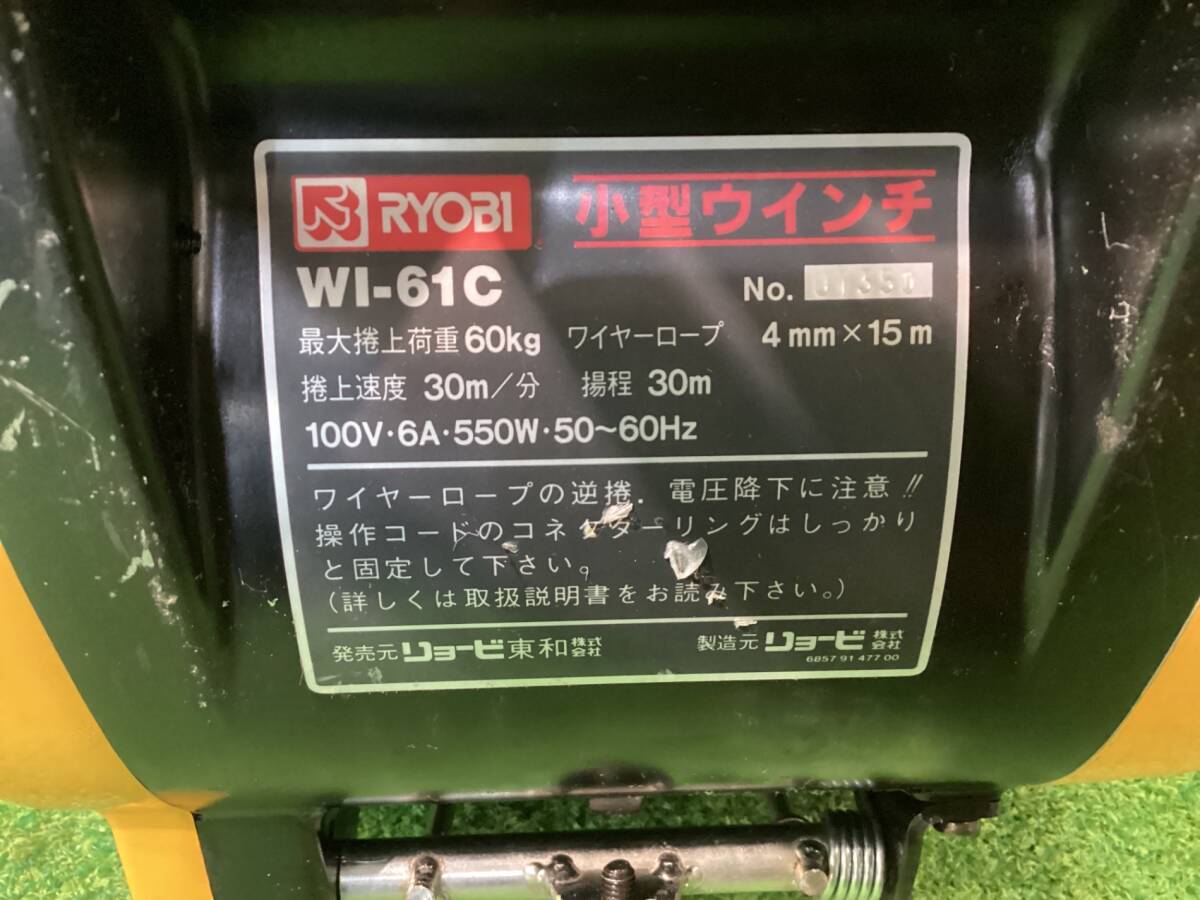 RYOBI 小型ウインチ
WI-61C No.
最大捲上荷重 60kg ワイヤーロープ 4mm×15m
捲上速度 30m/分 揚程 30m
100V・6A・550W・50~60Hz
ワイヤーロープの逆捲．電圧降下に注意!!
操作コードのコネクターリングはしっかり
と固定して下さい。
(詳しくは取扱説明書をお読み下さい。)
発売元 リョービ東和株式会社 製造元 リョービ株式会社
6857 91 477 00